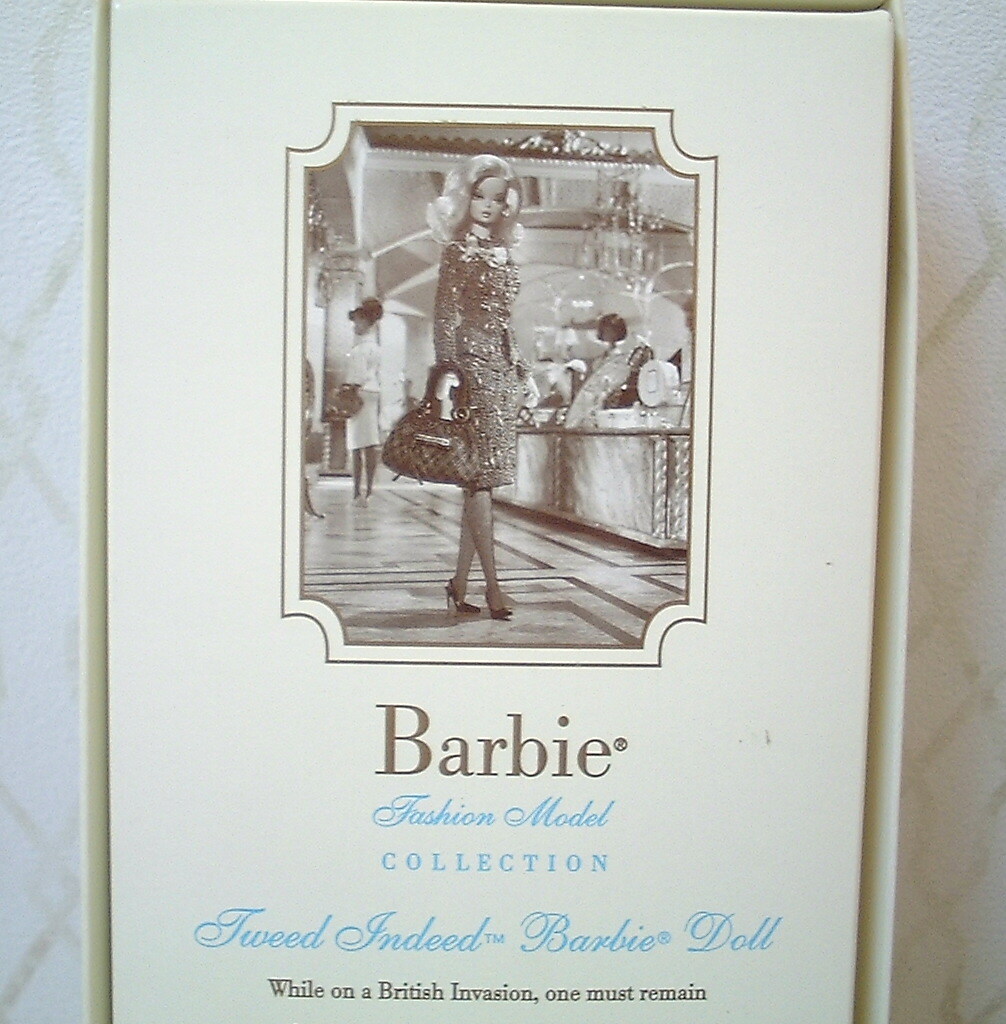 Barbie®
Fashion Model
COLLECTION
Tweed Indeed™ Barbie® Doll
While on a British Invasion, one must remain